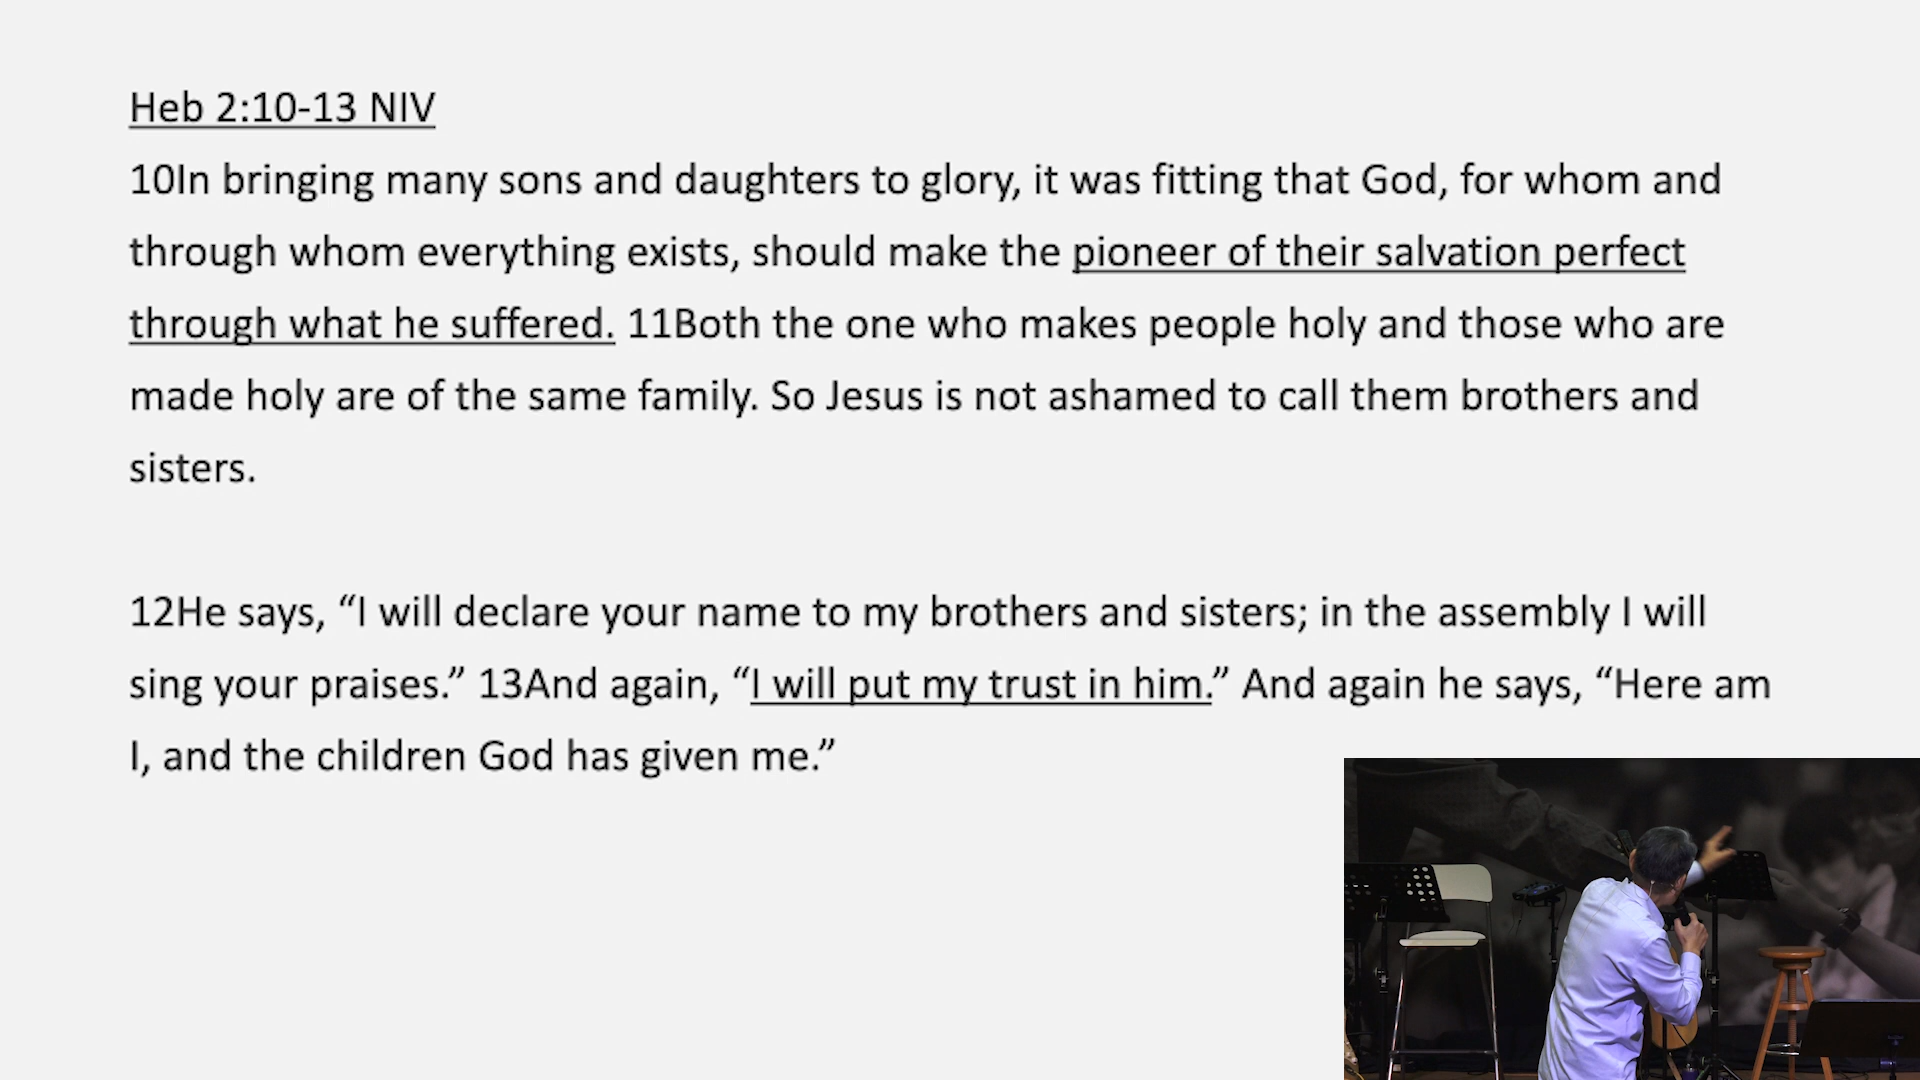 Heb 2:10-13 NIV
10In bringing many sons and daughters to glory, it was fitting that God, for whom and
through whom everything exists, should make the pioneer of their salvation perfect
through what he suffered. 11Both the one who makes people holy and those who are
made holy are of the same family. So Jesus is not ashamed to call them brothers and
sisters.
12He says, “I will declare your name to my brothers and sisters; in the assembly I will
sing your praises.” 13And again, “I will put my trust in him.” And again he says, “Here am
I, and the children God has given me.”